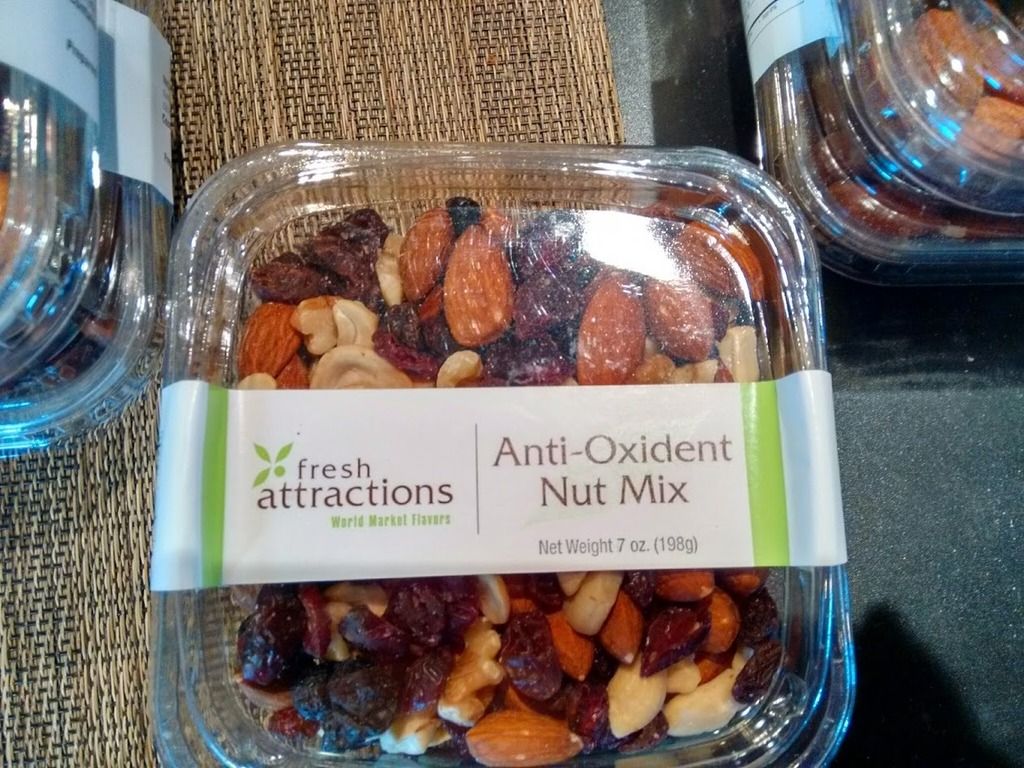 fresh
attractions
World Market Flavors
Anti-Oxident
Nut Mix
Net Weight 7 oz. (198g)